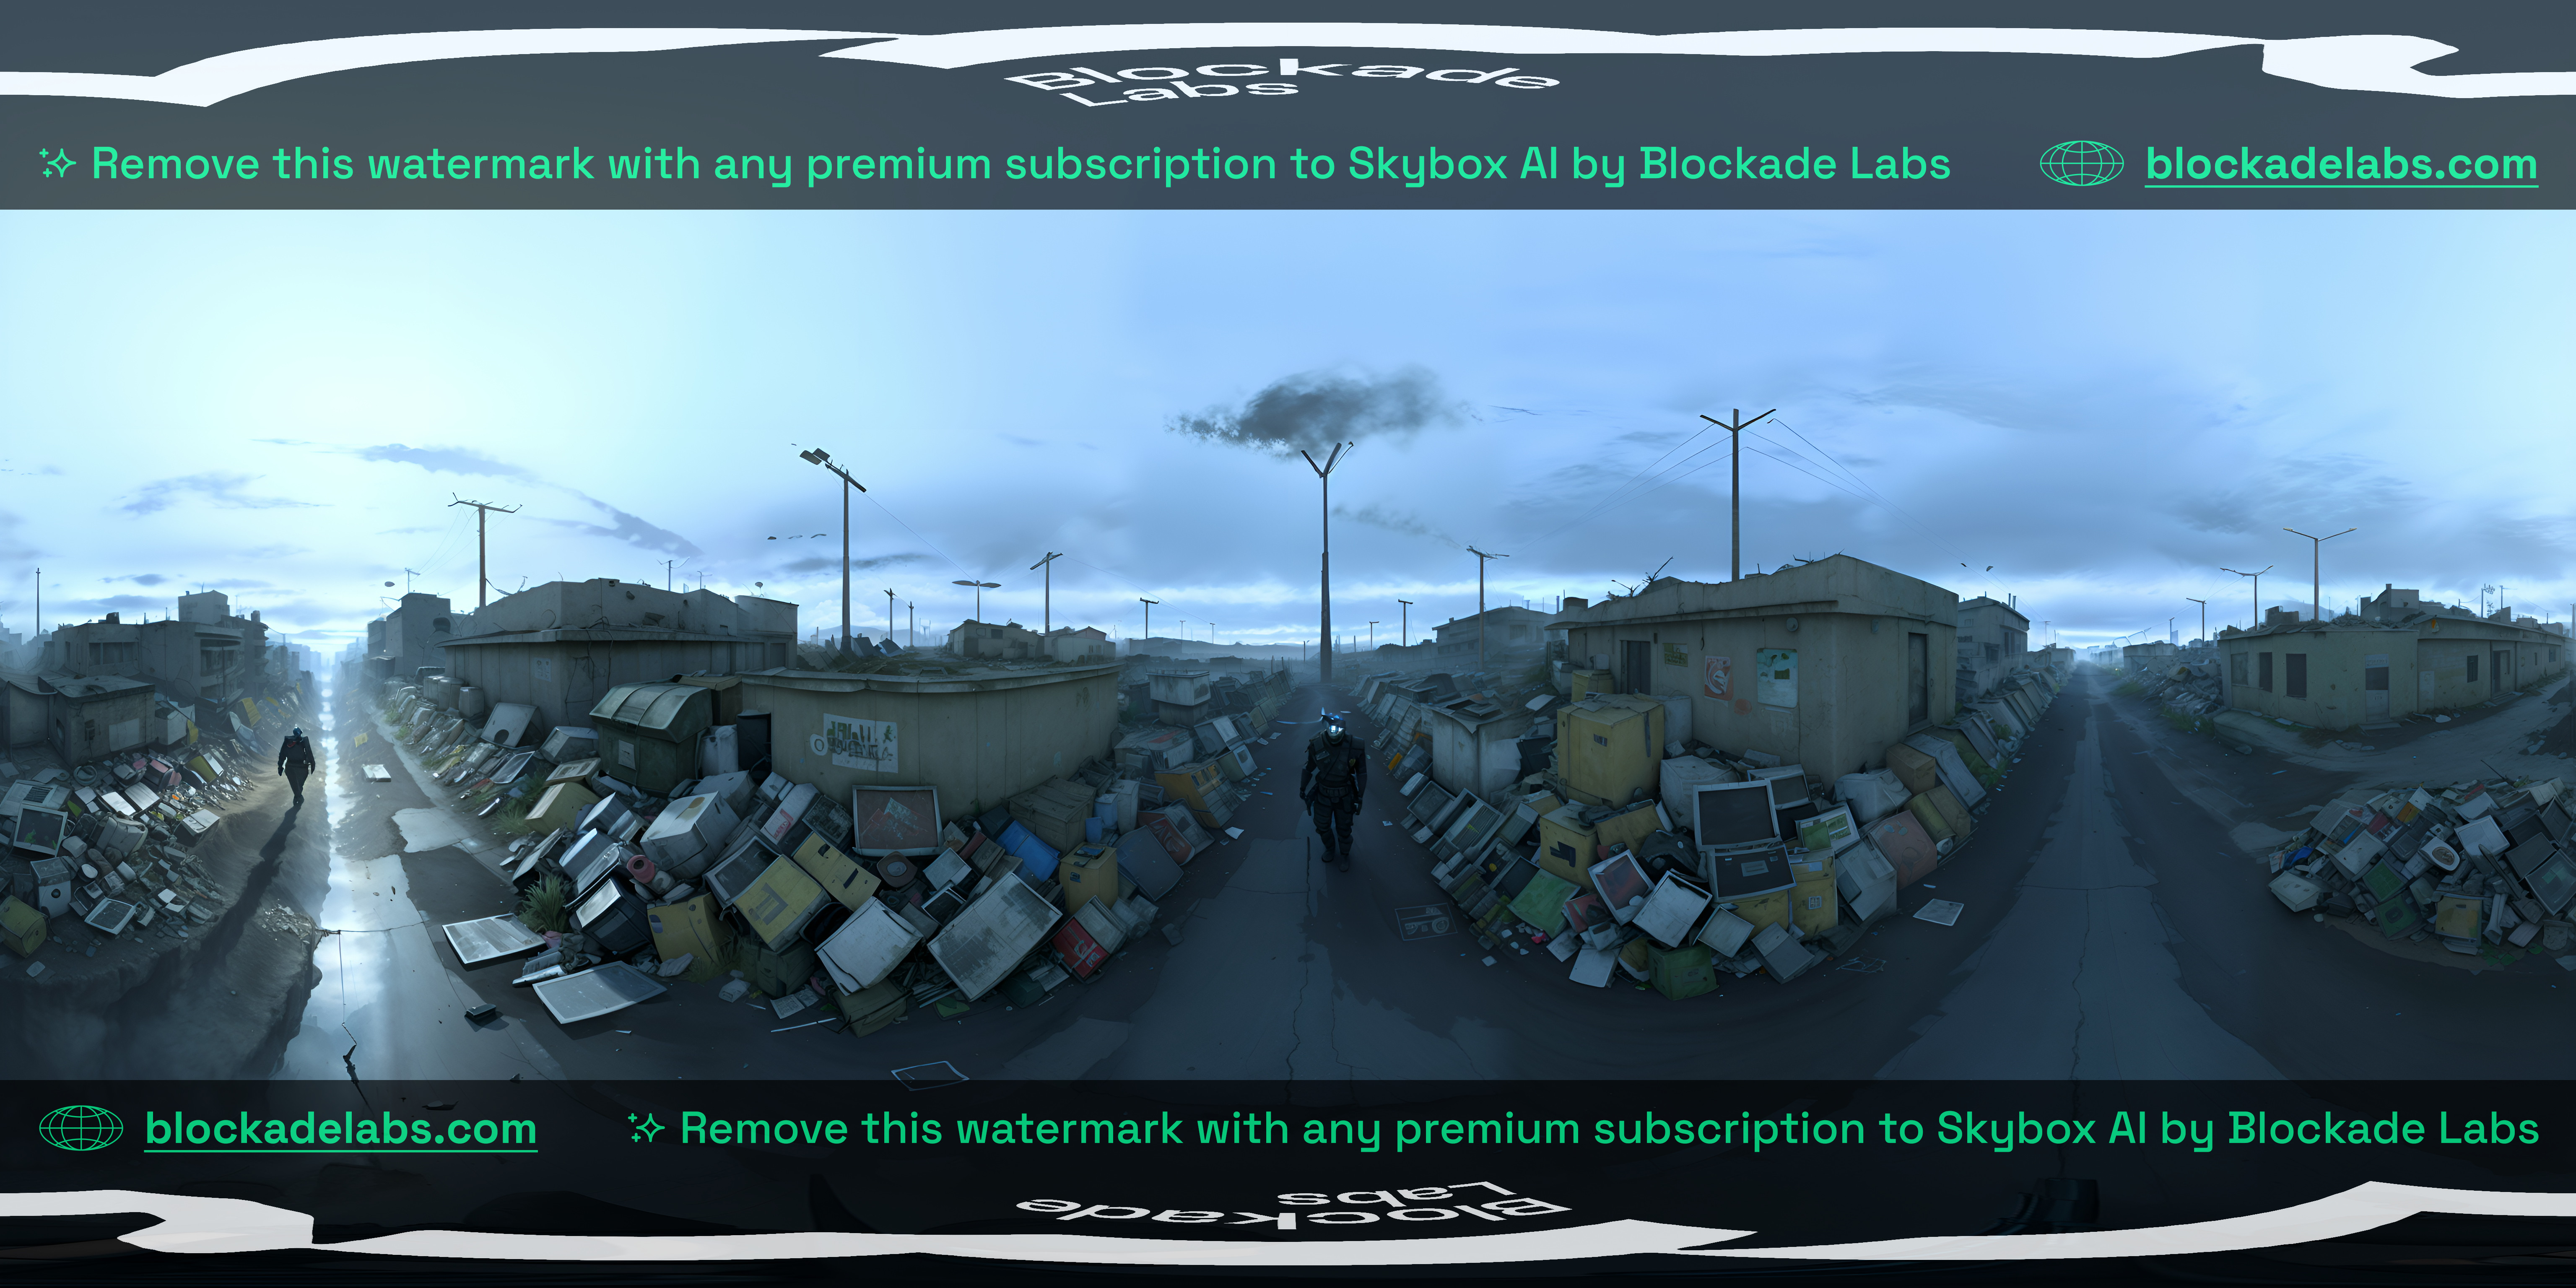 Blockade
Labs
Remove this watermark with any premium subscription to Skybox AI by Blockade Labs
blockadelabs.com
blockadelabs.com
Remove this watermark with any premium subscription to Skybox AI by Blockade Labs
Labs
Blockade